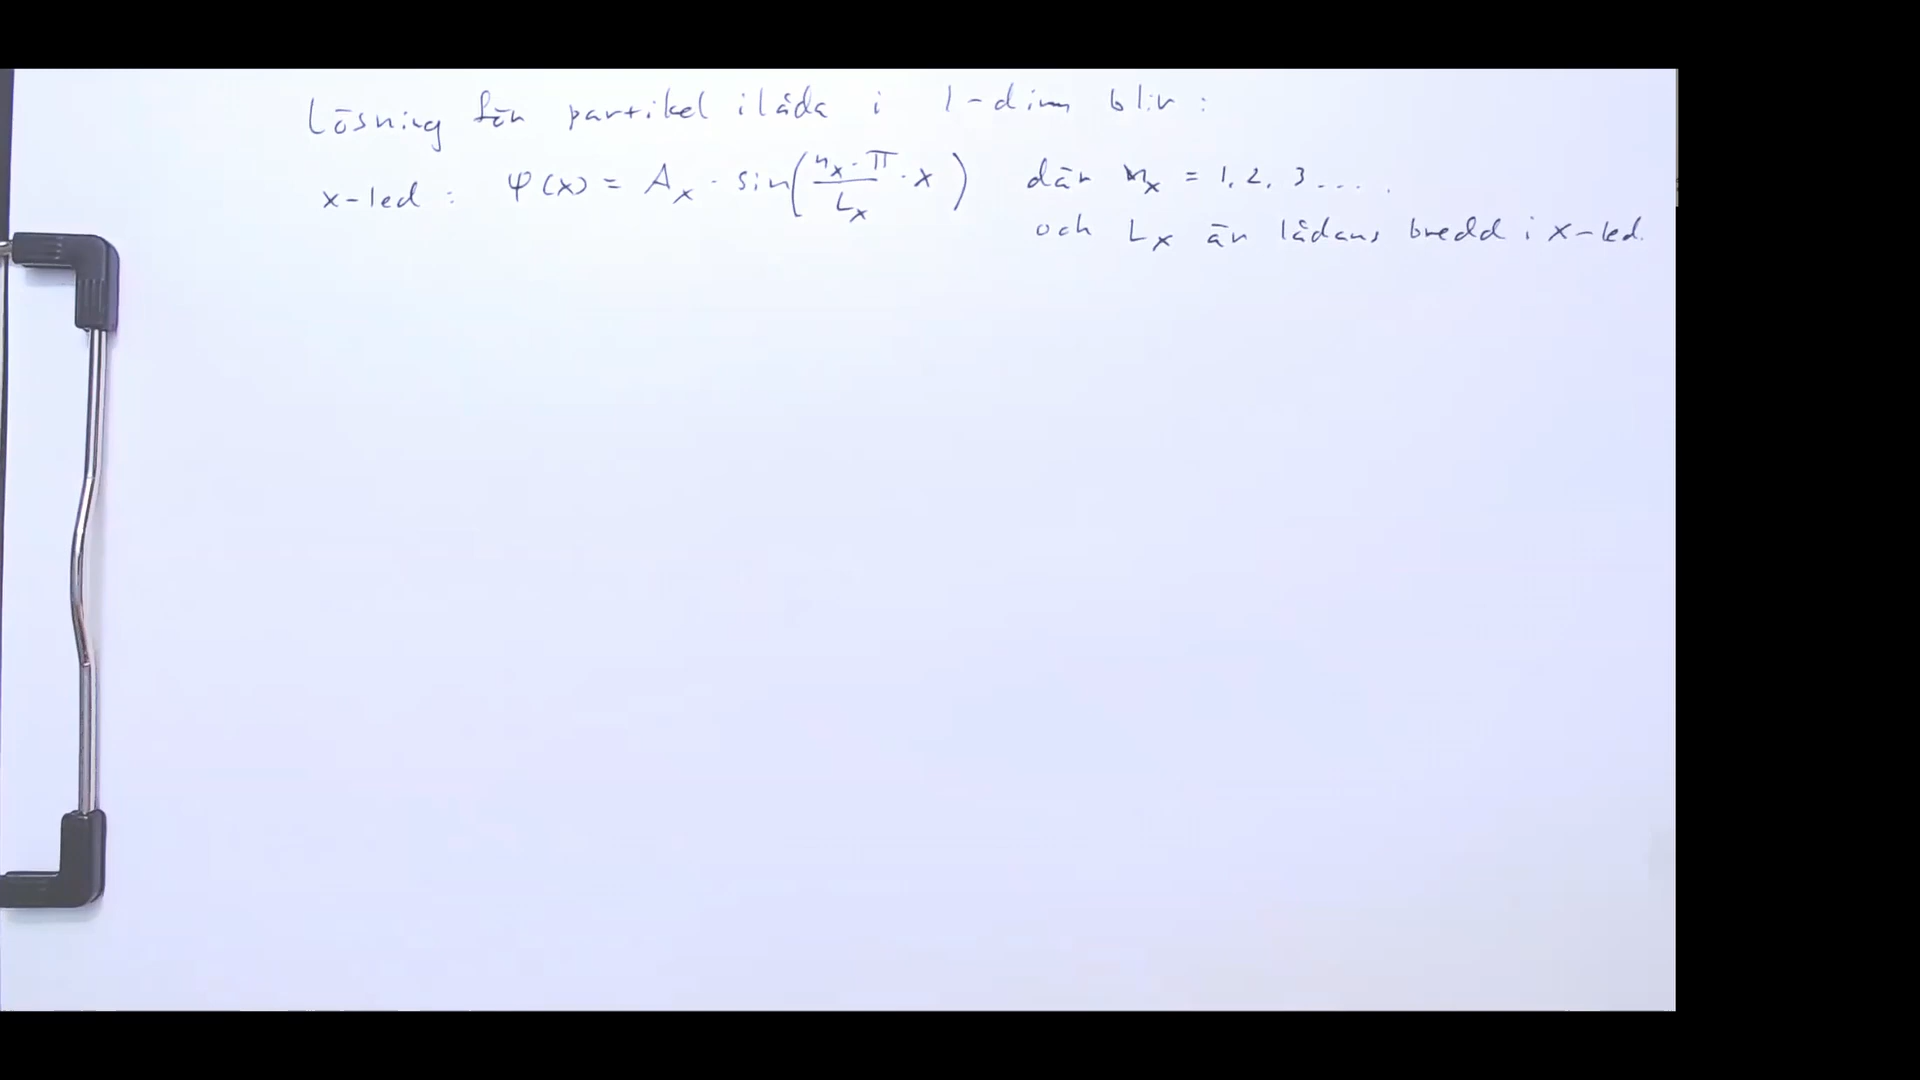 Lösning för partikel i låda i 1-dim blir:
x-led: φ(x) = Aₓ · sin(nₓ·π/Lₓ · x) där nₓ = 1, 2, 3 ....
och Lₓ är lådans bredd i x-led.